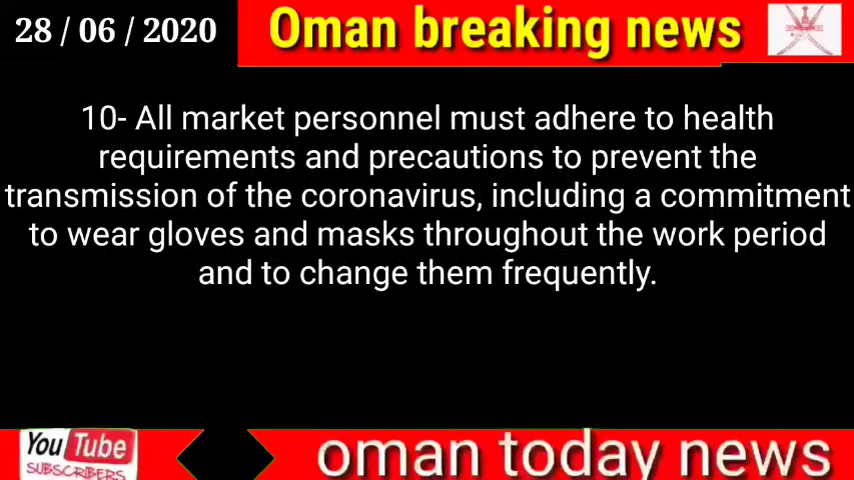 28 / 06 / 2020
Oman breaking news
10- All market personnel must adhere to health
requirements and precautions to prevent the
transmission of the coronavirus, including a commitment
to wear gloves and masks throughout the work period
and to change them frequently.
You Tube
SUBSCRIBERS
oman today news